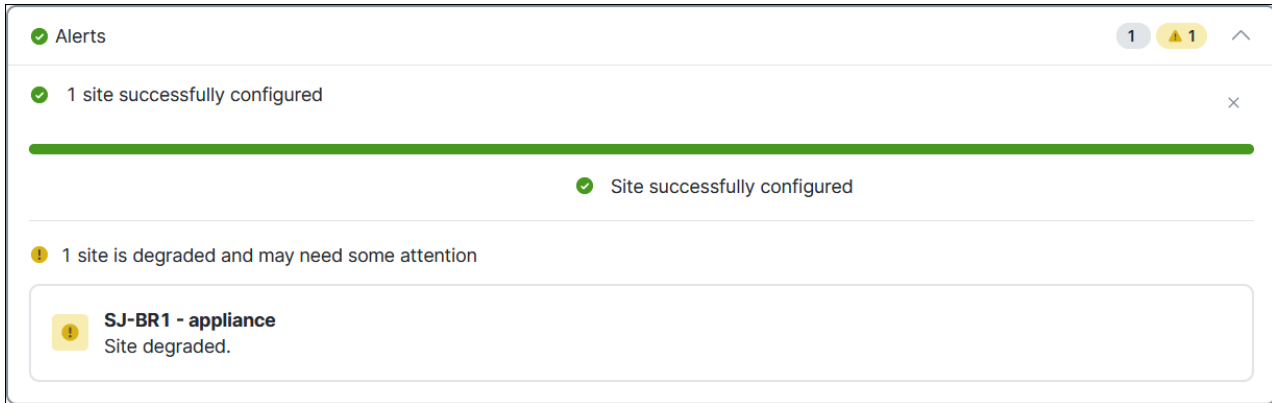 Alerts 1 1
1 site successfully configured
Site successfully configured
1 site is degraded and may need some attention
SJ-BR1 - appliance
Site degraded.